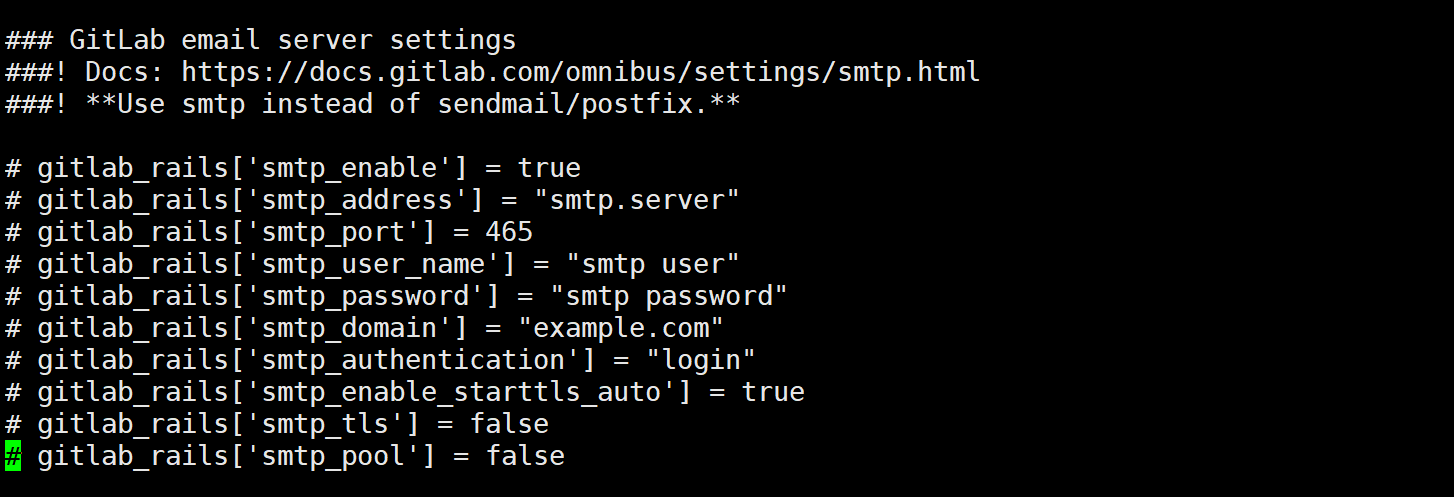 ### GitLab email server settings
###! Docs: https://docs.gitlab.com/omnibus/settings/smtp.html
###! **Use smtp instead of sendmail/postfix.**
# gitlab_rails['smtp_enable'] = true
# gitlab_rails['smtp_address'] = "smtp.server"
# gitlab_rails['smtp_port'] = 465
# gitlab_rails['smtp_user_name'] = "smtp user"
# gitlab_rails['smtp_password'] = "smtp password"
# gitlab_rails['smtp_domain'] = "example.com"
# gitlab_rails['smtp_authentication'] = "login"
# gitlab_rails['smtp_enable_starttls_auto'] = true
# gitlab_rails['smtp_tls'] = false
# gitlab_rails['smtp_pool'] = false